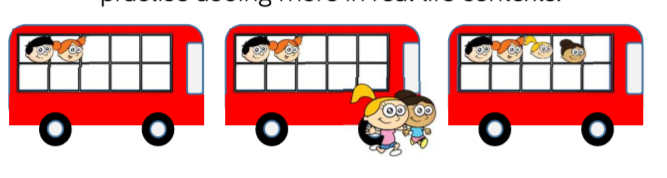 practise adding more in real life contexts.